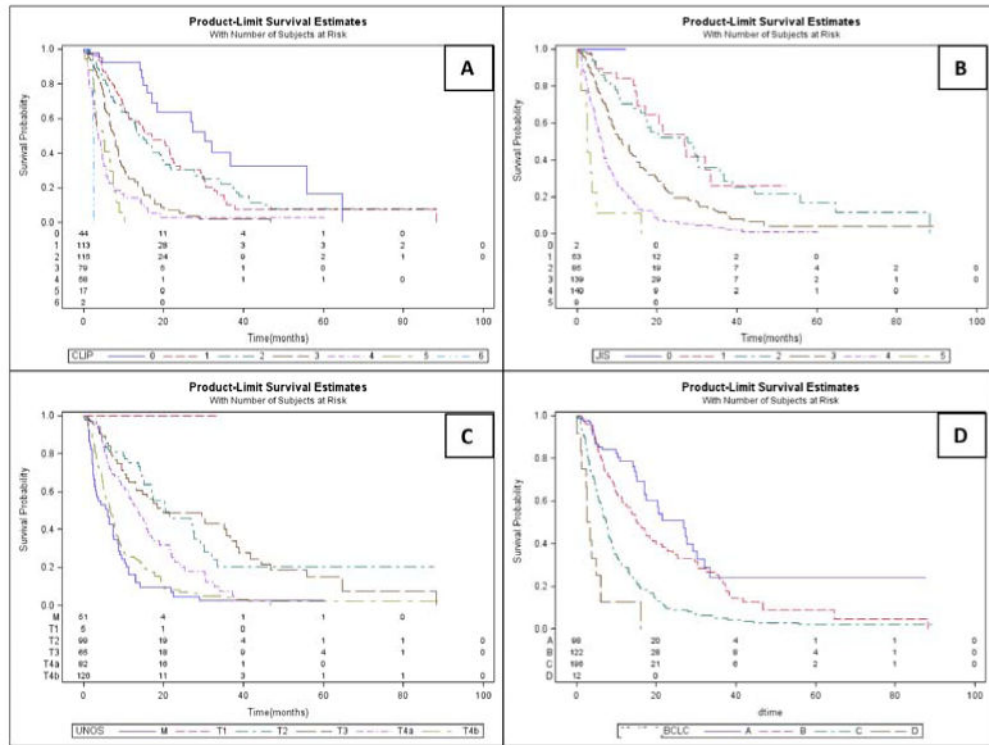 Product-Limit Survival Estimates
With Number of Subjects at Risk
A
Survival Probability
1.0
0.8
0.6
0.4
0.2
0.0
0 44 11 4 1 0
1 113 28 3 3 2 0
2 115 24 9 2 1 0
3 79 5 1 0
4 58 1 1 1 0
5 17 0
6 2 0
0 20 40 60 80 100
Time(months)
CLIP 0 1 2 3 4 5 6
Product-Limit Survival Estimates
With Number of Subjects at Risk
B
Survival Probability
1.0
0.8
0.6
0.4
0.2
0.0
0 2 0
1 53 12 2 0
2 85 19 7 4 2 0
3 139 29 7 2 1 0
4 140 9 2 1 0
5 9 0
0 20 40 60 80 100
Time(months)
JIS 0 1 2 3 4 5
Product-Limit Survival Estimates
With Number of Subjects at Risk
C
Survival Probability
1.0
0.8
0.6
0.4
0.2
0.0
M 51 4 1 1 0
T1 5 1 0
T2 99 19 4 1 1 0
T3 65 18 9 4 1 0
T4a 82 16 1 0
T4b 126 11 3 1 1 0
0 20 40 60 80 100
Time(months)
UNOS M T1 T2 T3 T4a T4b
Product-Limit Survival Estimates
With Number of Subjects at Risk
D
Survival Probability
1.0
0.8
0.6
0.4
0.2
0.0
A 98 20 4 1 1 0
B 122 28 8 4 1 0
C 196 21 6 2 1 0
D 12 0
0 20 40 60 80 100
dtime
BCLC A B C D